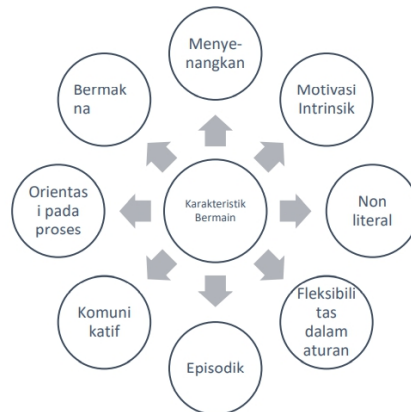 Menye-
nangkan
Motivasi
Intrinsik
Non
literal
Fleksibili
tas
dalam
aturan
Episodik
Komuni
katif
Orientas
i pada
proses
Bermak
na
Karakteristik
Bermain